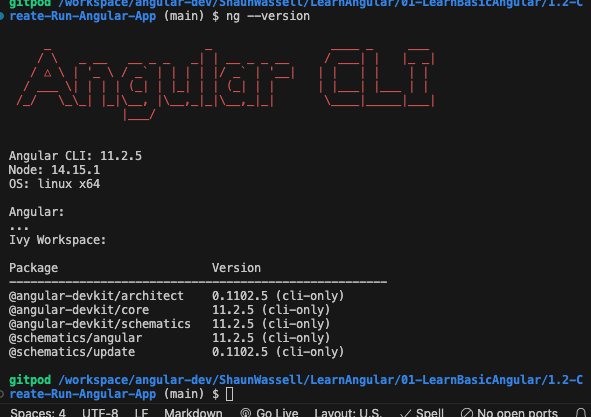 gitpod /workspace/angular-dev/ShaunWassell/LearnAngular/01-LearnBasicAngular/1.2-C
reate-Run-Angular-App (main) $ ng --version
Angular CLI
Angular CLI: 11.2.5
Node: 14.15.1
OS: linux x64
Angular:
...
Ivy Workspace:
Package Version
------------------------------------------------------
@angular-devkit/architect 0.1102.5 (cli-only)
@angular-devkit/core 11.2.5 (cli-only)
@angular-devkit/schematics 11.2.5 (cli-only)
@schematics/angular 11.2.5 (cli-only)
@schematics/update 0.1102.5 (cli-only)
gitpod /workspace/angular-dev/ShaunWassell/LearnAngular/01-LearnBasicAngular/1.2-C
reate-Run-Angular-App (main) $
Spaces: 4 UTF-8 LF Markdown Go Live Layout: U.S. Spell No open ports